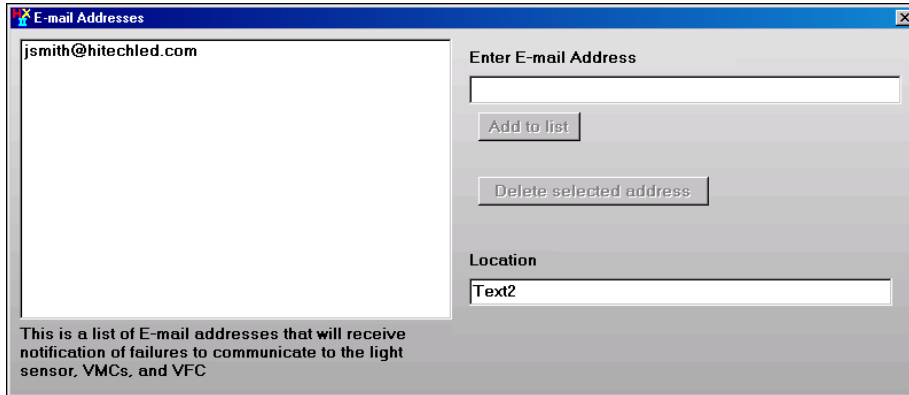 E-mail Addresses
jsmith@hitechled.com
Enter E-mail Address
Add to list
Delete selected address
Location
Text2
This is a list of E-mail addresses that will receive
notification of failures to communicate to the light
sensor, VMCs, and VFC